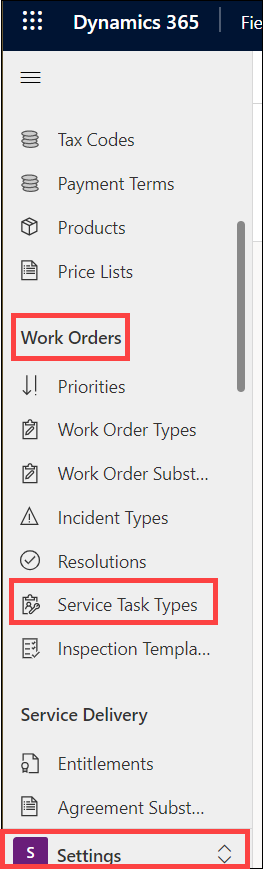 Dynamics 365
Fie
Tax Codes
Payment Terms
Products
Price Lists
Work Orders
Priorities
Work Order Types
Work Order Subst...
Incident Types
Resolutions
Service Task Types
Inspection Templa...
Service Delivery
Entitlements
Agreement Subst...
S Settings